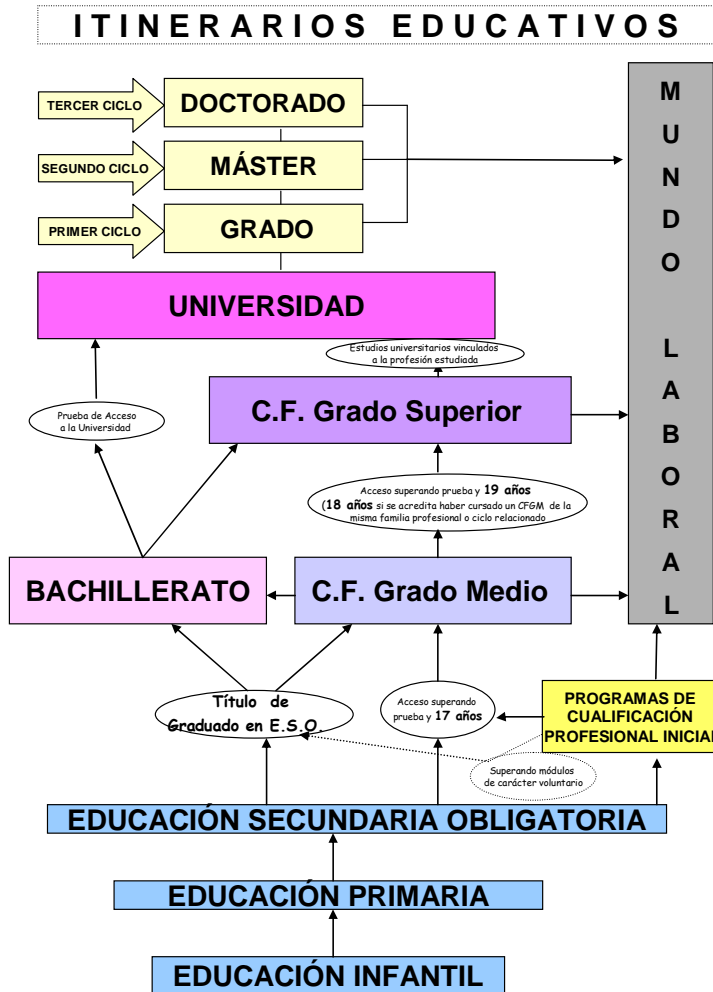 ITINERARIOS EDUCATIVOS
TERCER CICLO
DOCTORADO
SEGUNDO CICLO
MÁSTER
PRIMER CICLO
GRADO
MUNDO LABORAL
UNIVERSIDAD
Estudios universitarios vinculados
a la profesión estudiada
C.F. Grado Superior
Prueba de Acceso
a la Universidad
Acceso superando prueba y 19 años
(18 años si se acredita haber cursado un CFGM de la
misma familia profesional o ciclo relacionado
BACHILLERATO
C.F. Grado Medio
Título de
Graduado en E.S.O.
Acceso superando
prueba y 17 años
PROGRAMAS DE
CUALIFICACIÓN
PROFESIONAL INICIAL
Superando módulos
de carácter voluntario
EDUCACIÓN SECUNDARIA OBLIGATORIA
EDUCACIÓN PRIMARIA
EDUCACIÓN INFANTIL